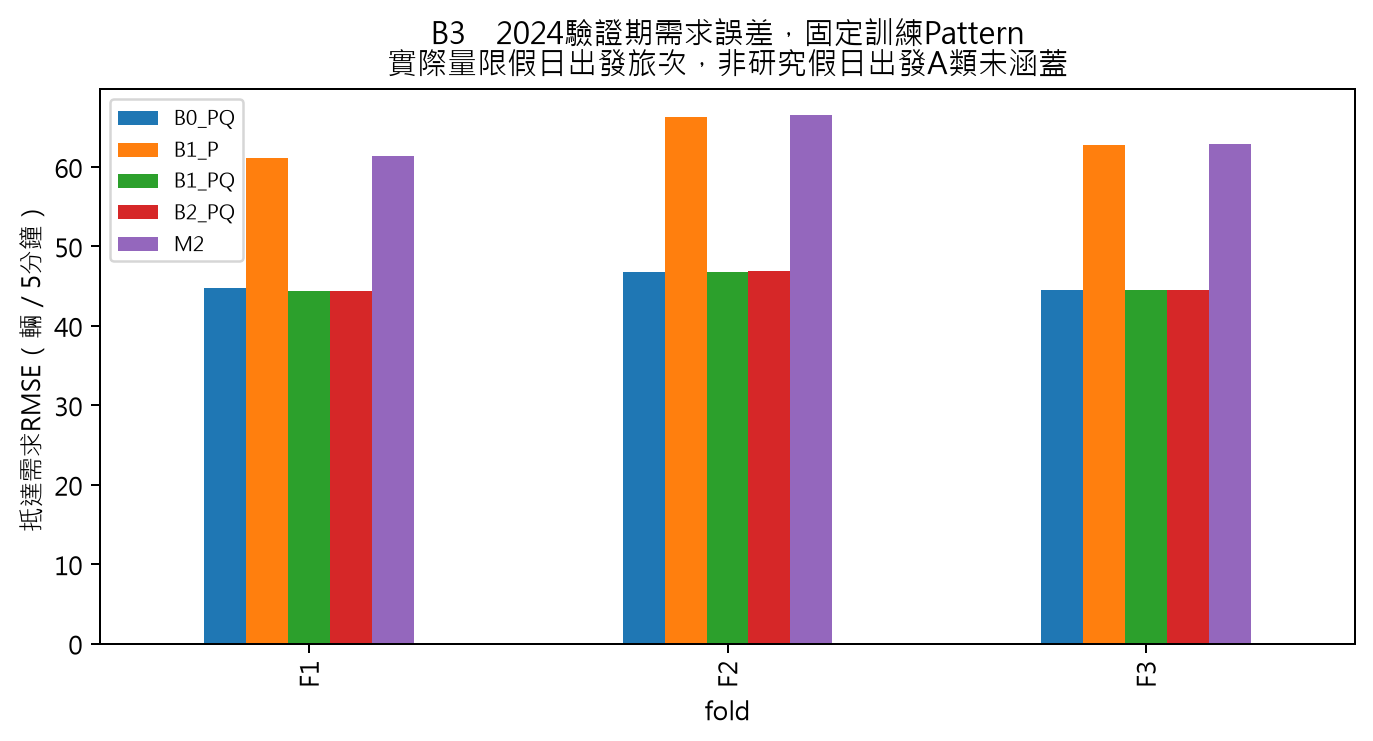 B3　2024驗證期需求誤差，固定訓練Pattern
實際量限假日出發旅次，非研究假日出發A類未涵蓋
B0_PQ
B1_P
B1_PQ
B2_PQ
M2
抵達需求RMSE（輛／5分鐘）
60
50
40
30
20
10
0
F1
F2
F3
fold